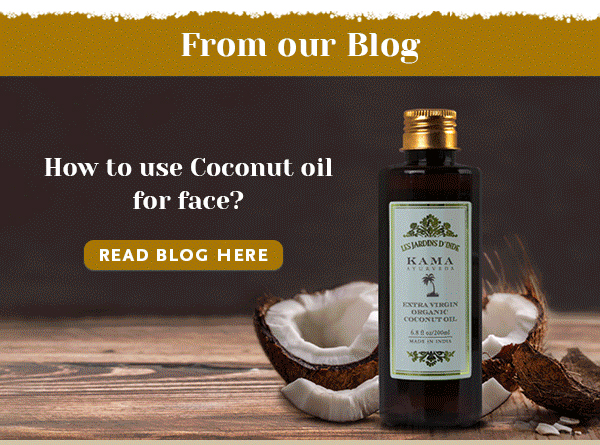 From our Blog
How to use Coconut oil
for face?
READ BLOG HERE
LES JARDINS D'INDE
KAMA
AYURVEDA
EXTRA VIRGIN
ORGANIC
COCONUT OIL
6.8 fl oz/200ml
MADE IN INDIA